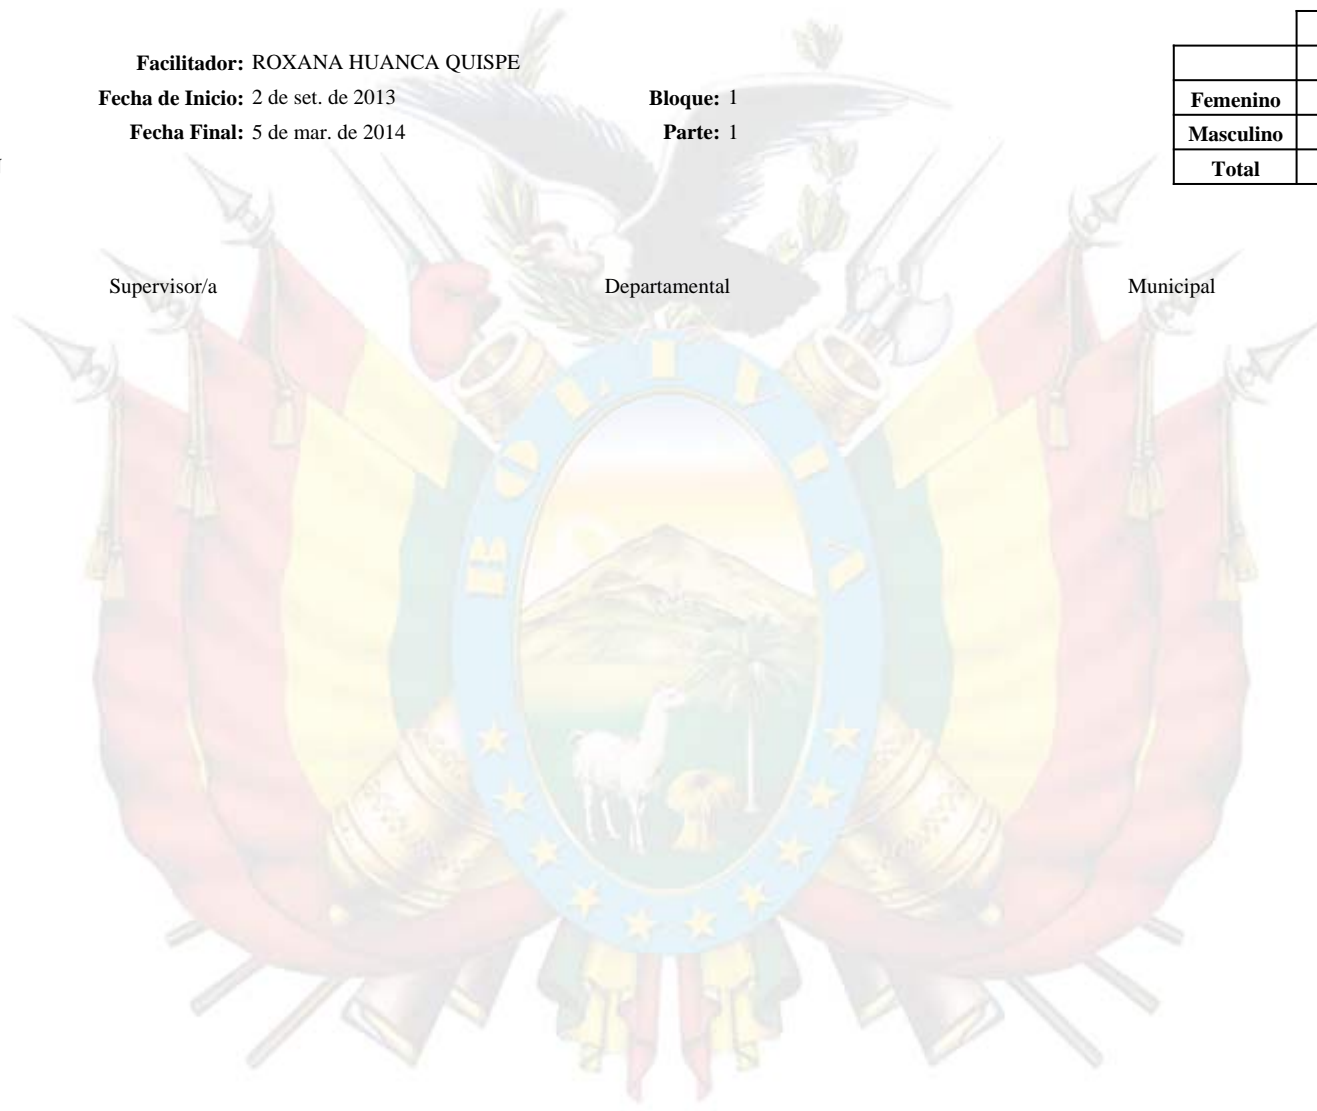 Facilitador: ROXANA HUANCA QUISPE
Fecha de Inicio: 2 de set. de 2013 Bloque: 1
Femenino
Fecha Final: 5 de mar. de 2014 Parte: 1
Masculino
Total
Supervisor/a Departamental Municipal
BOLIVIA